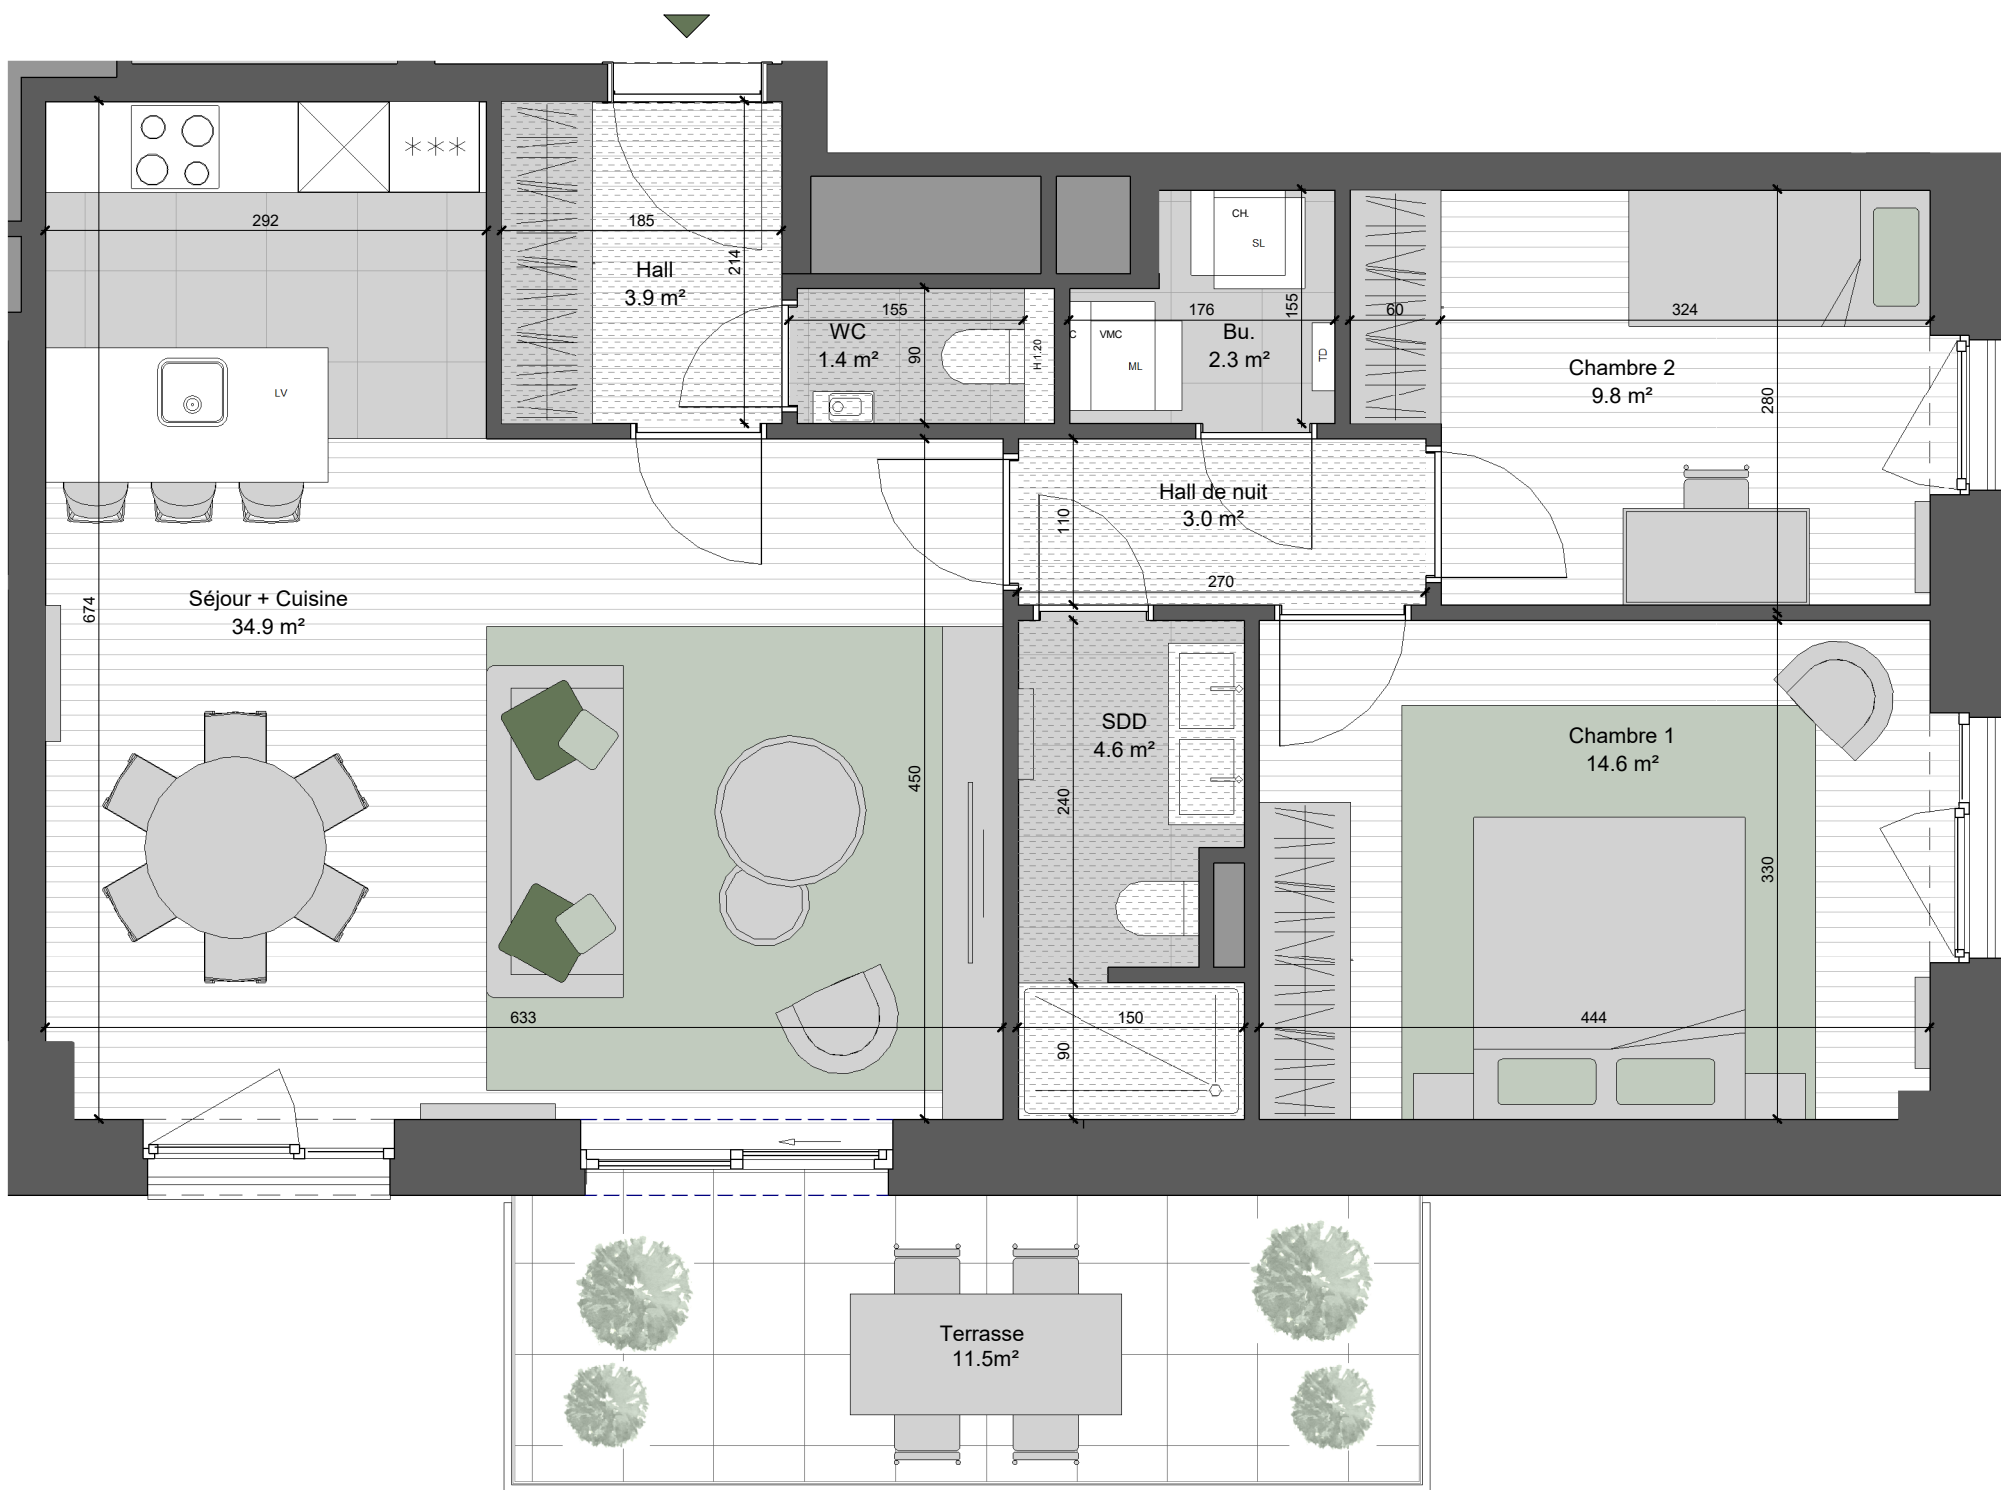 292
185
214
Hall
3.9 m²
CH.
SL
155
WC
1.4 m²
90
H 1.20
176
155
C
VMC
ML
Bu.
2.3 m²
TD
60
324
Chambre 2
9.8 m²
280
LV
Hall de nuit
3.0 m²
110
270
Séjour + Cuisine
34.9 m²
674
450
SDD
4.6 m²
240
Chambre 1
14.6 m²
330
633
150
90
444
Terrasse
11.5m²